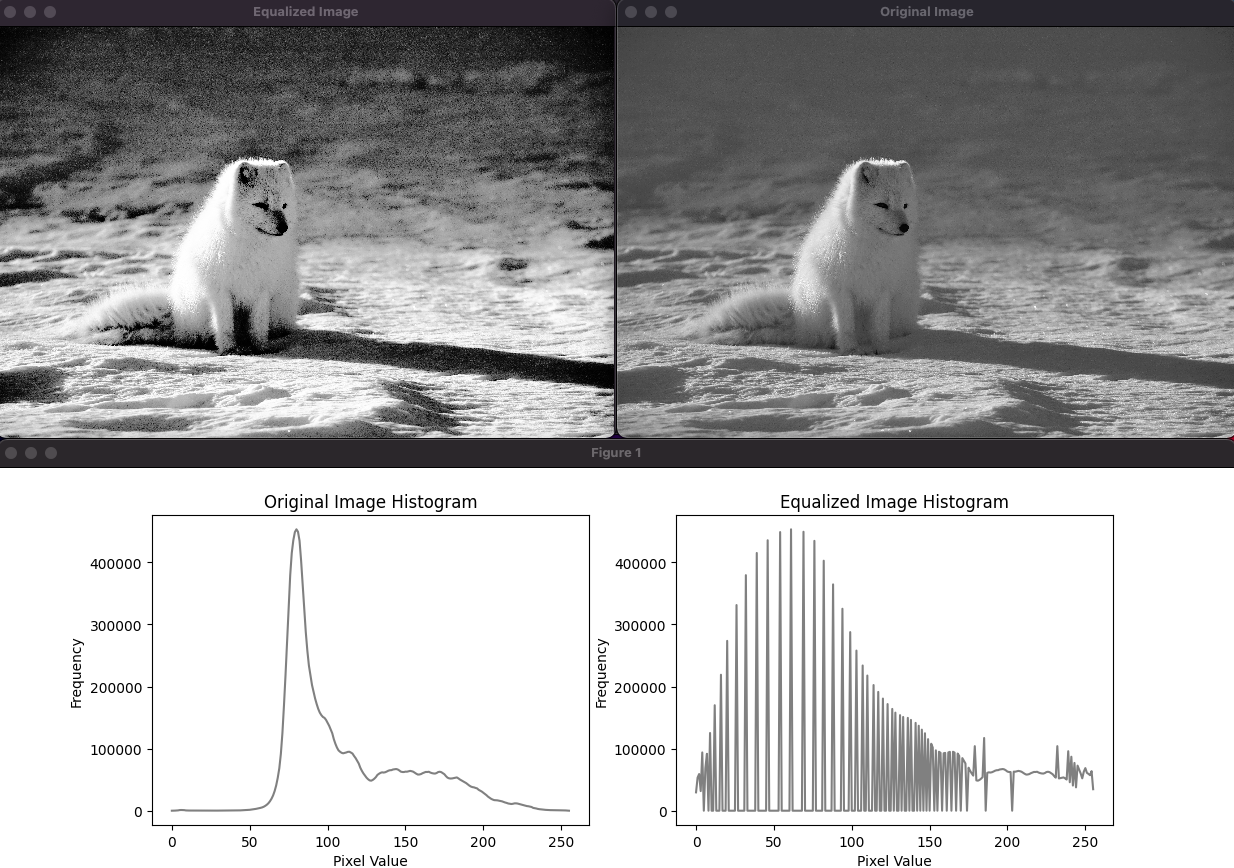 Equalized Image
Original Image
Figure 1
Original Image Histogram
Equalized Image Histogram
400000
300000
200000
100000
0
Frequency
0 50 100 150 200 250
Pixel Value
400000
300000
200000
100000
0
Frequency
0 50 100 150 200 250
Pixel Value